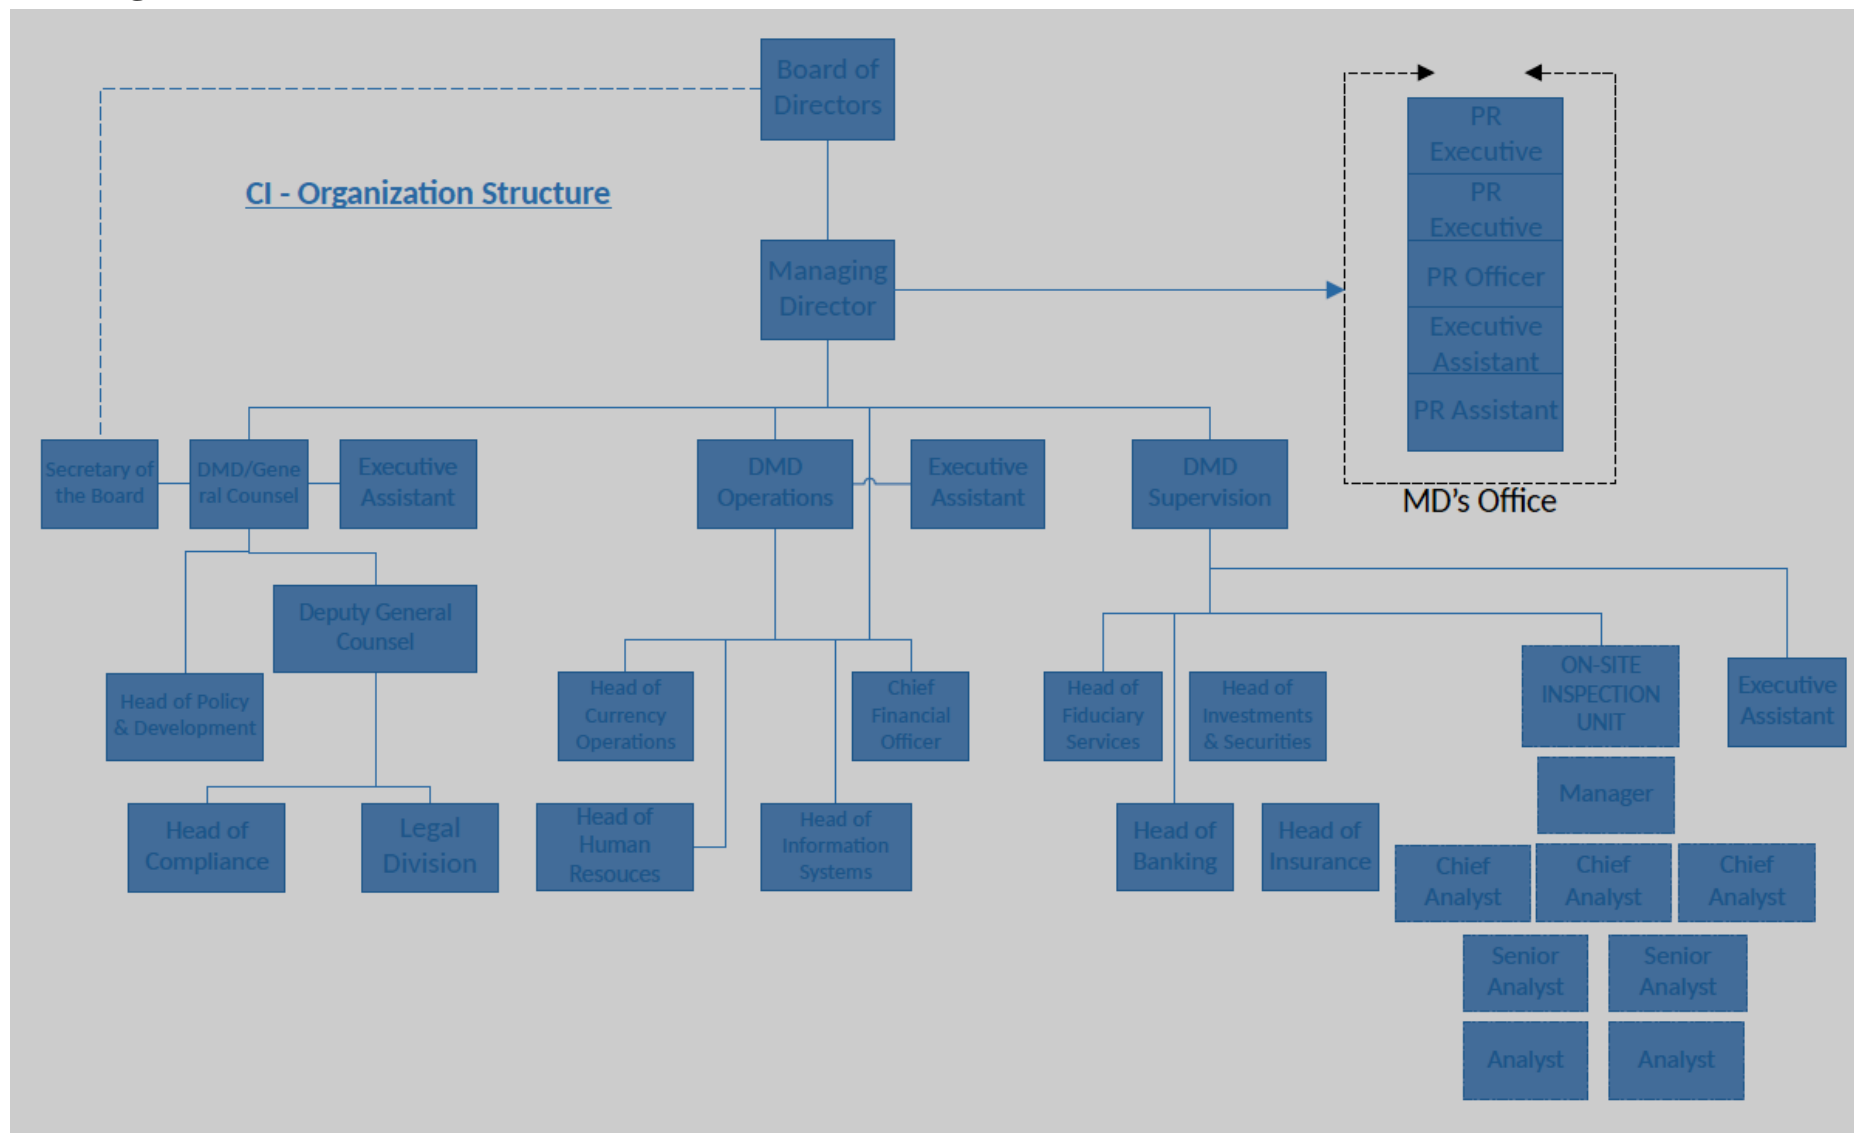 Board of
Directors
CI - Organization Structure
Managing
Director
PR
Executive
PR
Executive
PR Officer
Executive
Assistant
PR Assistant
MD's Office
Secretary of
the Board
DMD/Gene
ral Counsel
Executive
Assistant
DMD
Operations
Executive
Assistant
DMD
Supervision
Deputy General
Counsel
Head of Policy
& Development
Head of
Currency
Operations
Chief
Financial
Officer
Head of
Fiduciary
Services
Head of
Investments
& Securities
ON-SITE
INSPECTION
UNIT
Executive
Assistant
Manager
Head of
Compliance
Legal
Division
Head of
Human
Resouces
Head of
Information
Systems
Head of
Banking
Head of
Insurance
Chief
Analyst
Chief
Analyst
Chief
Analyst
Senior
Analyst
Senior
Analyst
Analyst
Analyst